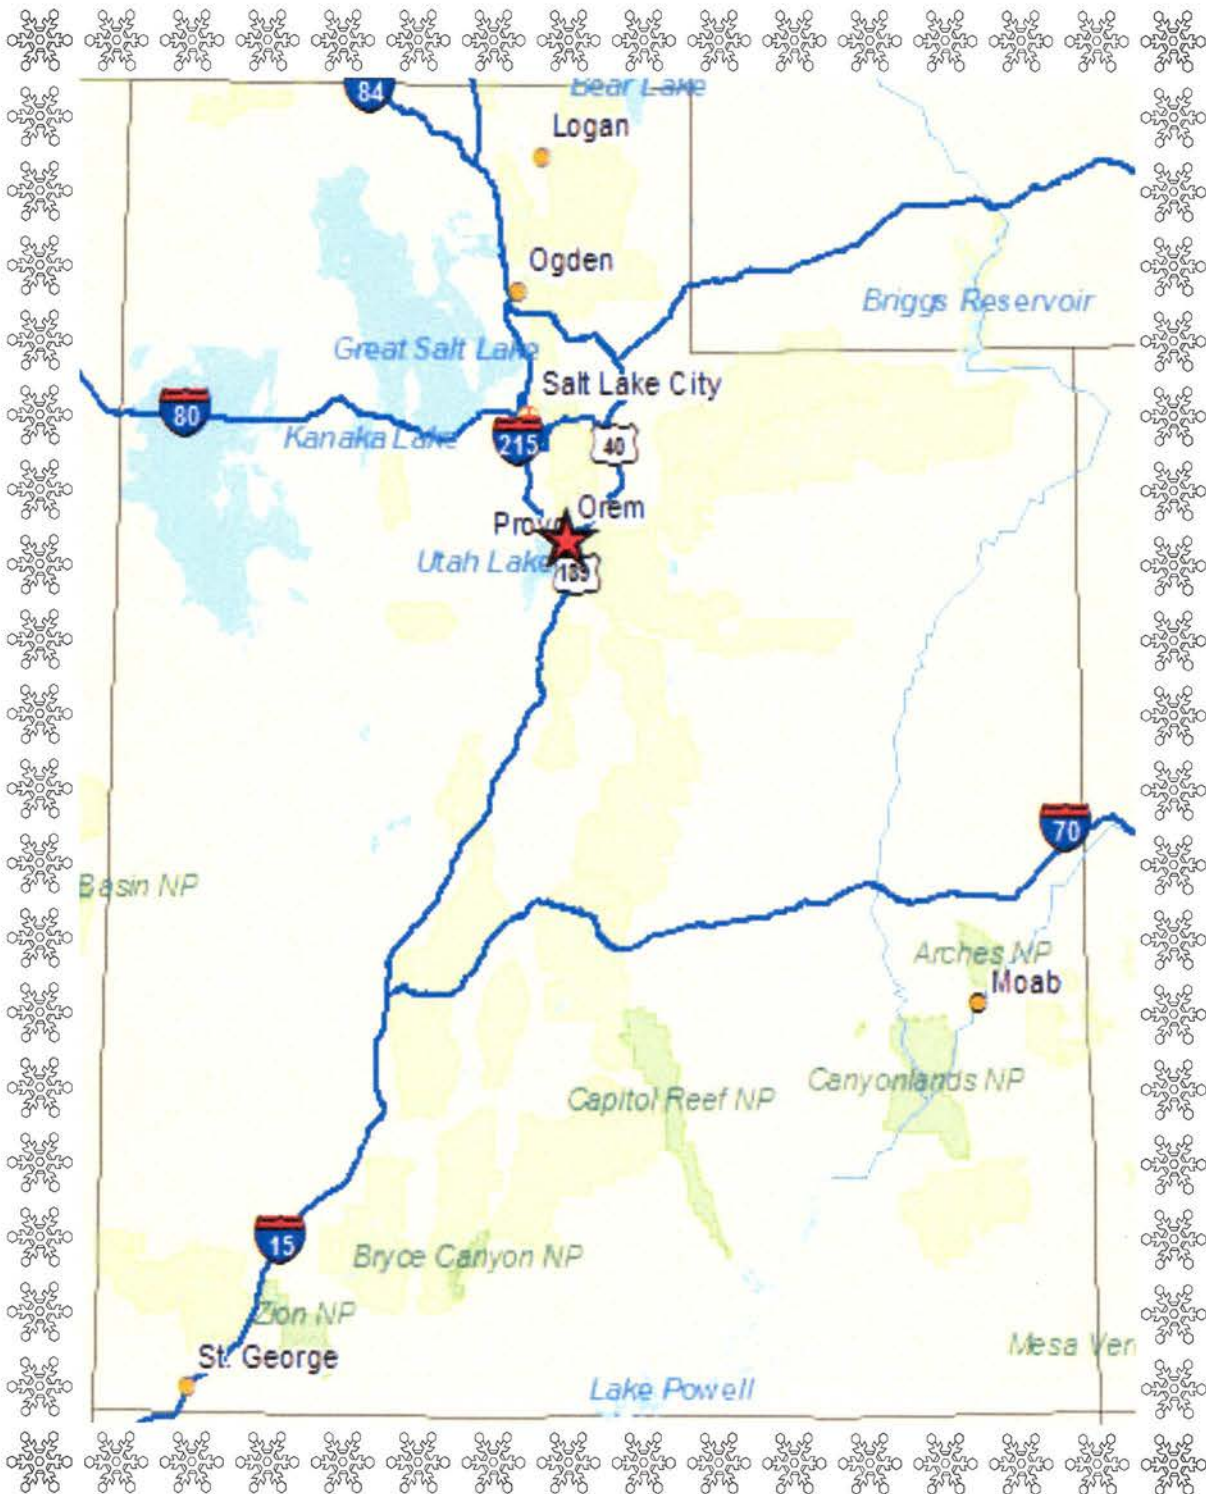 84
Bear Lake
Logan
Ogden
Briggs Reservoir
Great Salt Lake
Salt Lake City
80
Kanaka Lake
215
40
Orem
Provo
Utah Lake
189
70
Basin NP
Arches NP
Moab
Canyonlands NP
Capitol Reef NP
15
Bryce Canyon NP
Zion NP
Mesa Ver
St. George
Lake Powell